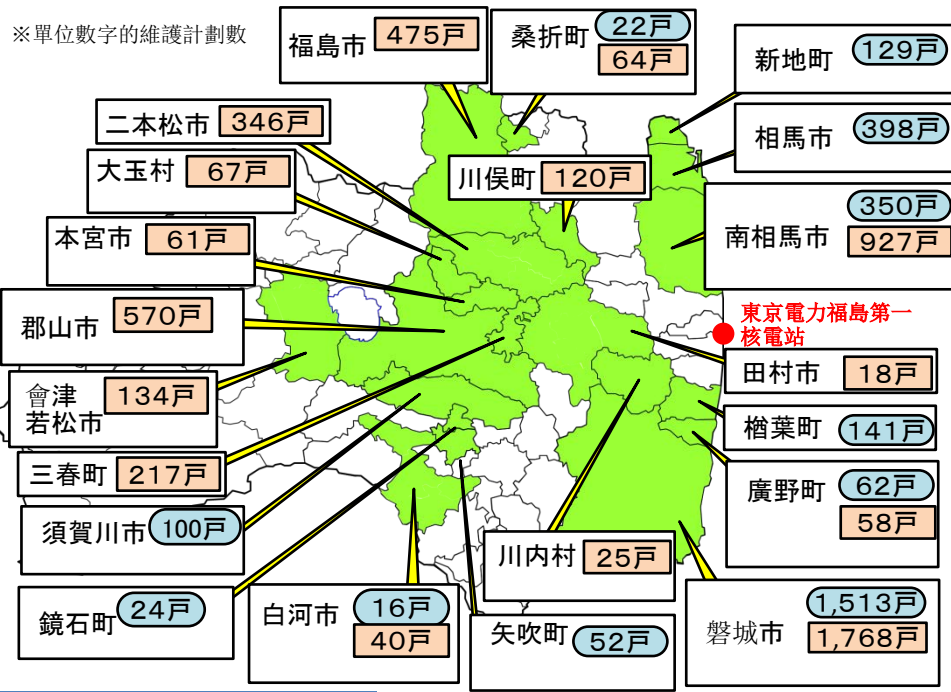 ※單位數字的維護計劃數
福島市 475戸
桑折町 22戸
64戸
新地町 129戸
二本松市 346戸
相馬市 398戸
大玉村 67戸
川俣町 120戸
350戸
南相馬市
927戸
本宮市 61戸
郡山市 570戸
東京電力福島第一
核電站
田村市 18戸
會津
若松市
134戸
楢葉町 141戸
三春町 217戸
廣野町 62戸
58戸
須賀川市 100戸
川内村 25戸
鏡石町 24戸
白河市 16戸
40戸
矢吹町 52戸
磐城市
1,513戸
1,768戸